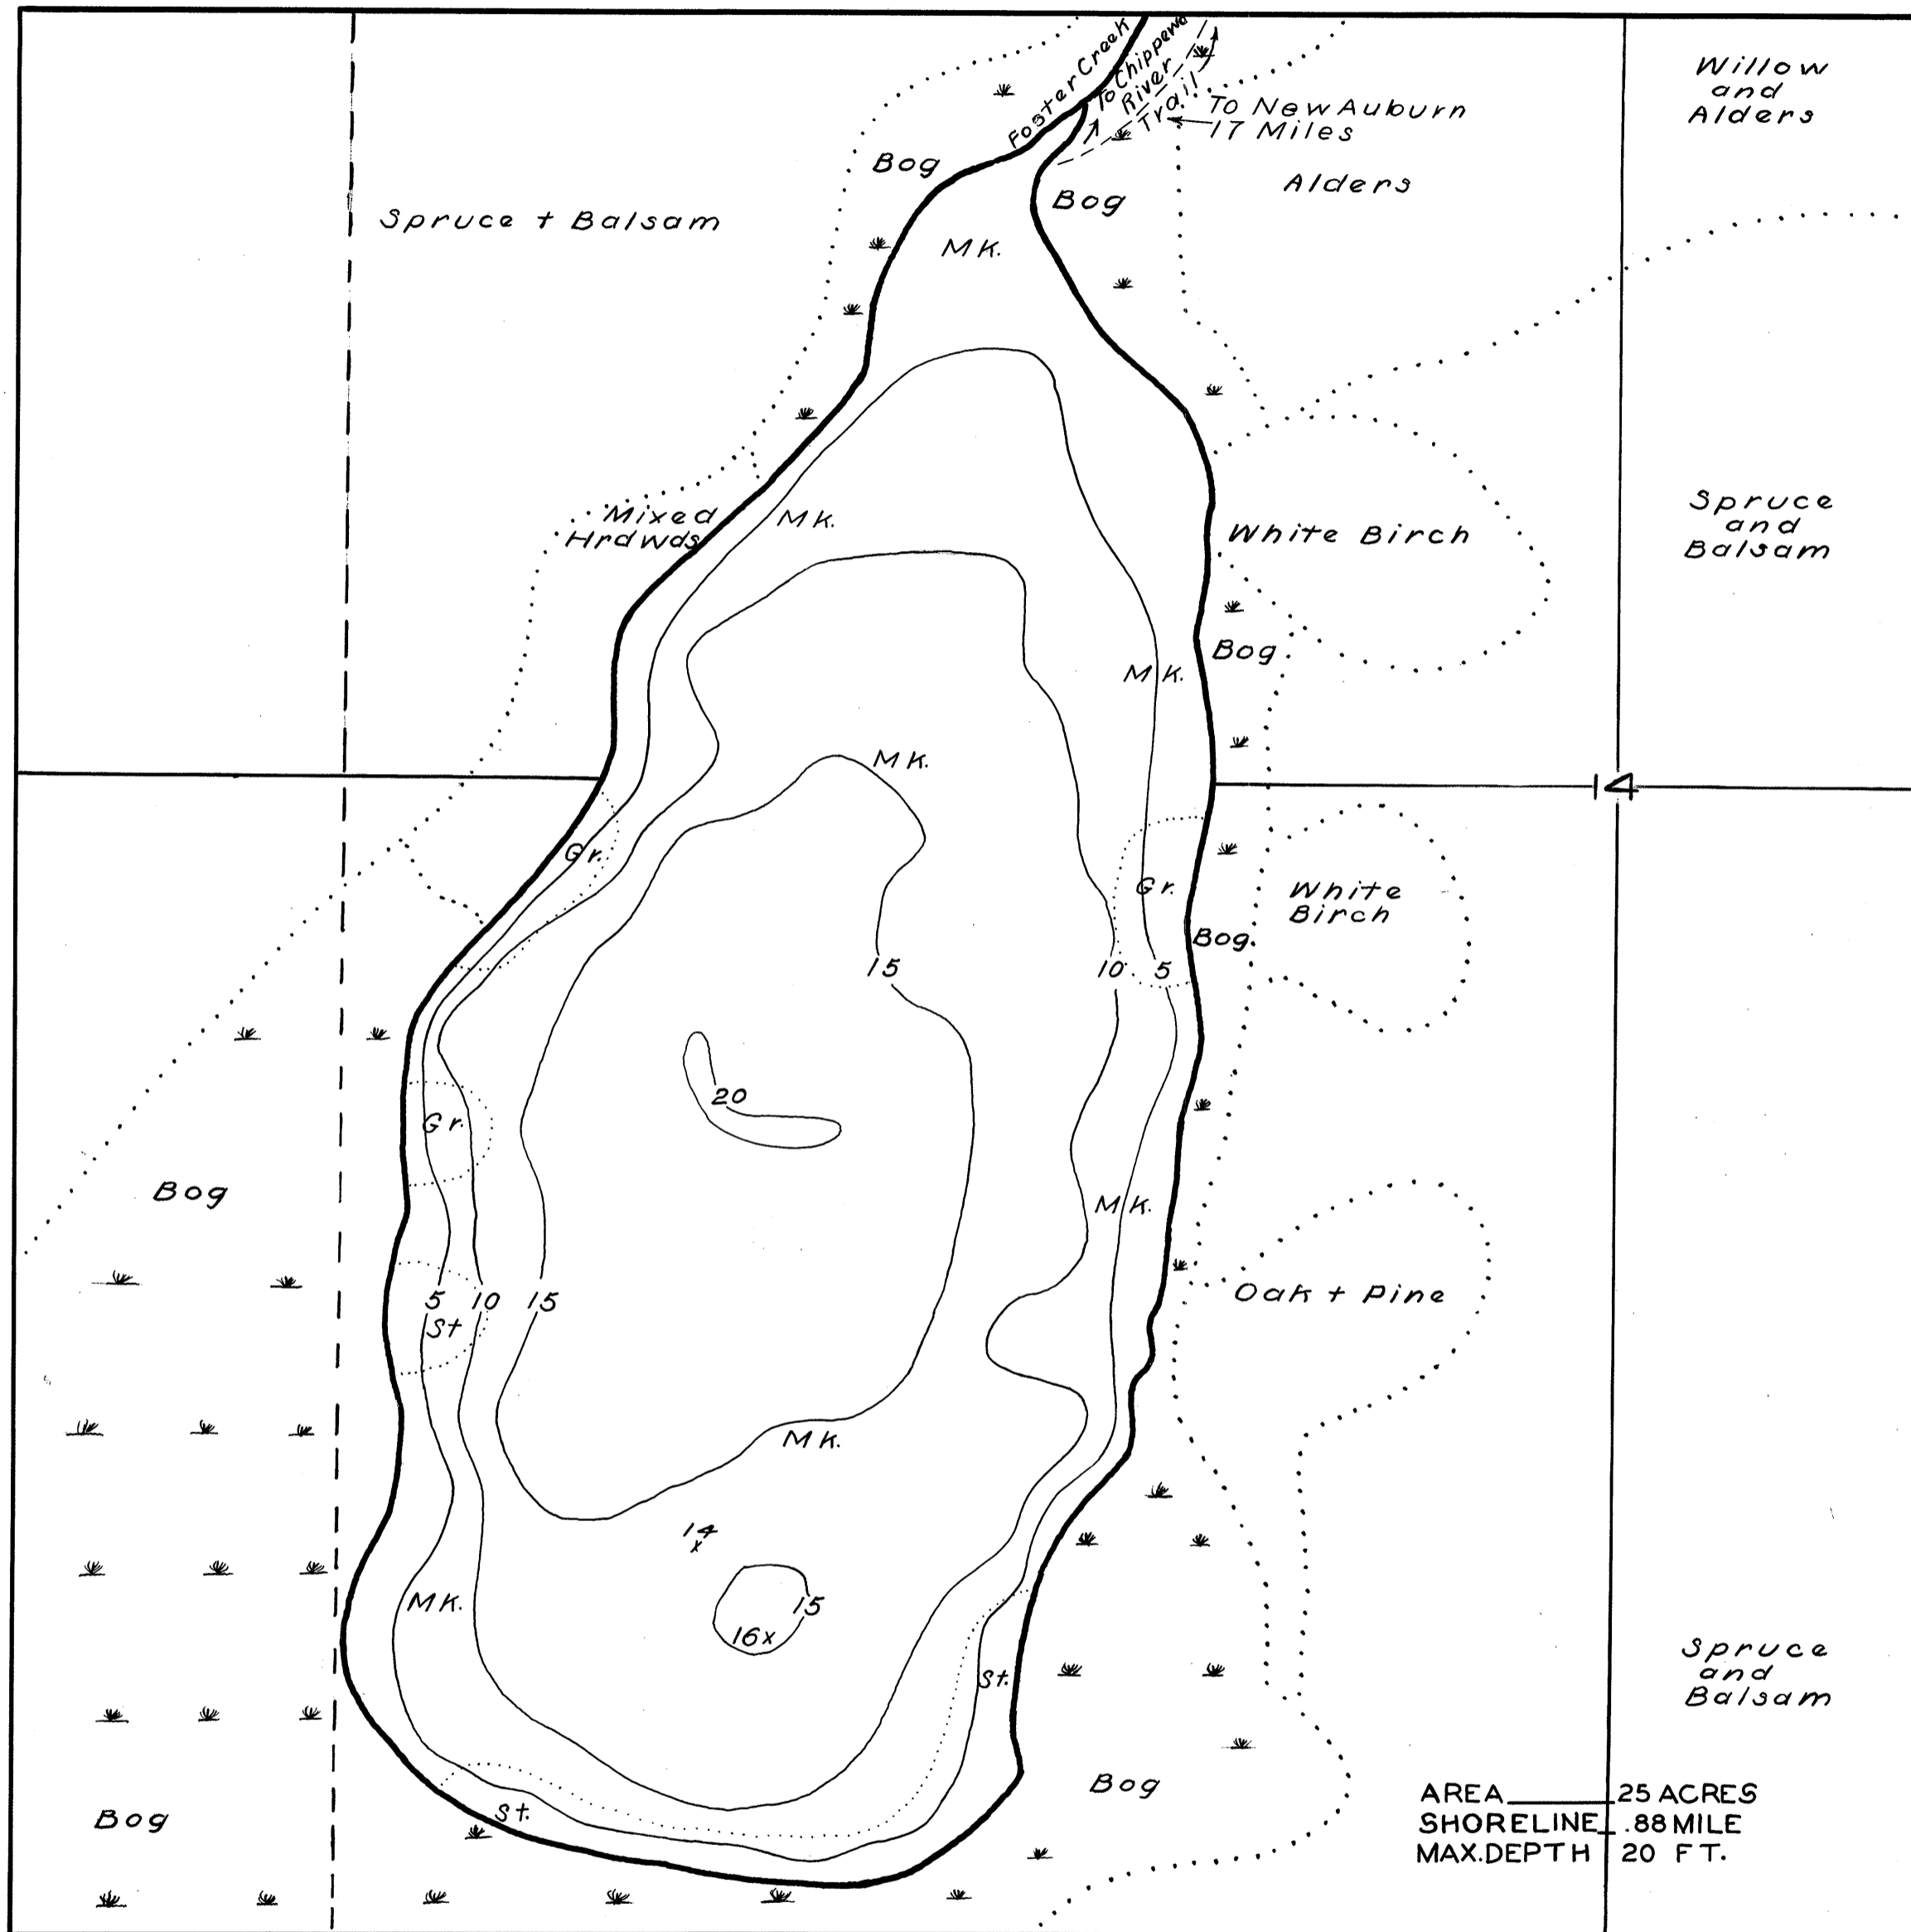 Foster Creek
To Chippewa
River
Trail
To New Auburn
17 Miles
Willow
and
Alders
Bog
Bog
Alders
Spruce + Balsam
MK.
Mixed
Hrdwds
MK.
White Birch
Spruce
and
Balsam
Bog
MK.
MK.
14
Gr.
Gr.
White
Birch
Bog
15
10
5
20
Gr.
Bog
MK.
5
10
15
St
Oak + Pine
MK.
14
x
MK.
15
16x
St.
Spruce
and
Balsam
Bog
Bog
St.
AREA 25 ACRES
SHORELINE .88 MILE
MAX. DEPTH 20 FT.